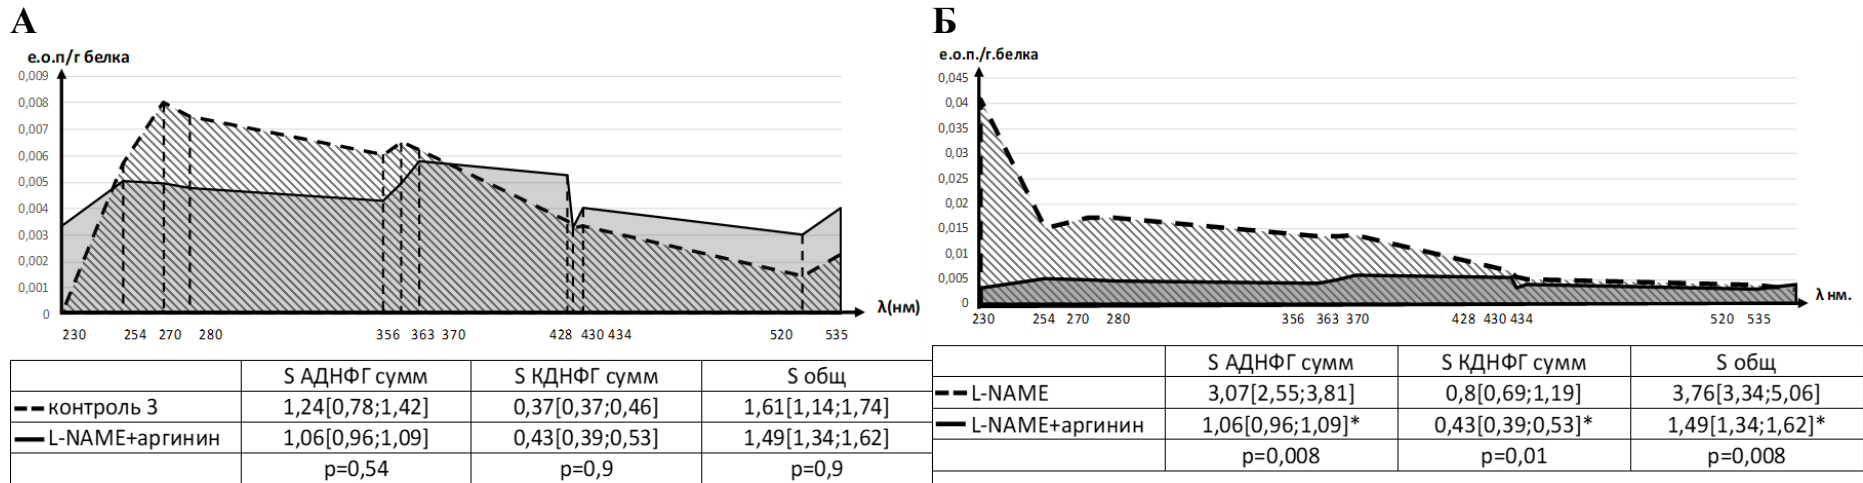 А
е.о.п/г белка
0,009
0,008
0,007
0,006
0,005
0,004
0,003
0,002
0,001
0
230 254 270 280 356 363 370 428 430 434 520 535
λ(нм)
S АДНФГ сумм S КДНФГ сумм S общ
контроль 3 1,24[0,78;1,42] 0,37[0,37;0,46] 1,61[1,14;1,74]
L-NAME+аргинин 1,06[0,96;1,09] 0,43[0,39;0,53] 1,49[1,34;1,62]
p=0,54 p=0,9 p=0,9
Б
е.о.п./г.белка
0,045
0,04
0,035
0,03
0,025
0,02
0,015
0,01
0,005
0
230 254 270 280 356 363 370 428 430 434 520 535
λ нм.
S АДНФГ сумм S КДНФГ сумм S общ
L-NAME 3,07[2,55;3,81] 0,8[0,69;1,19] 3,76[3,34;5,06]
L-NAME+аргинин 1,06[0,96;1,09]* 0,43[0,39;0,53]* 1,49[1,34;1,62]*
p=0,008 p=0,01 p=0,008